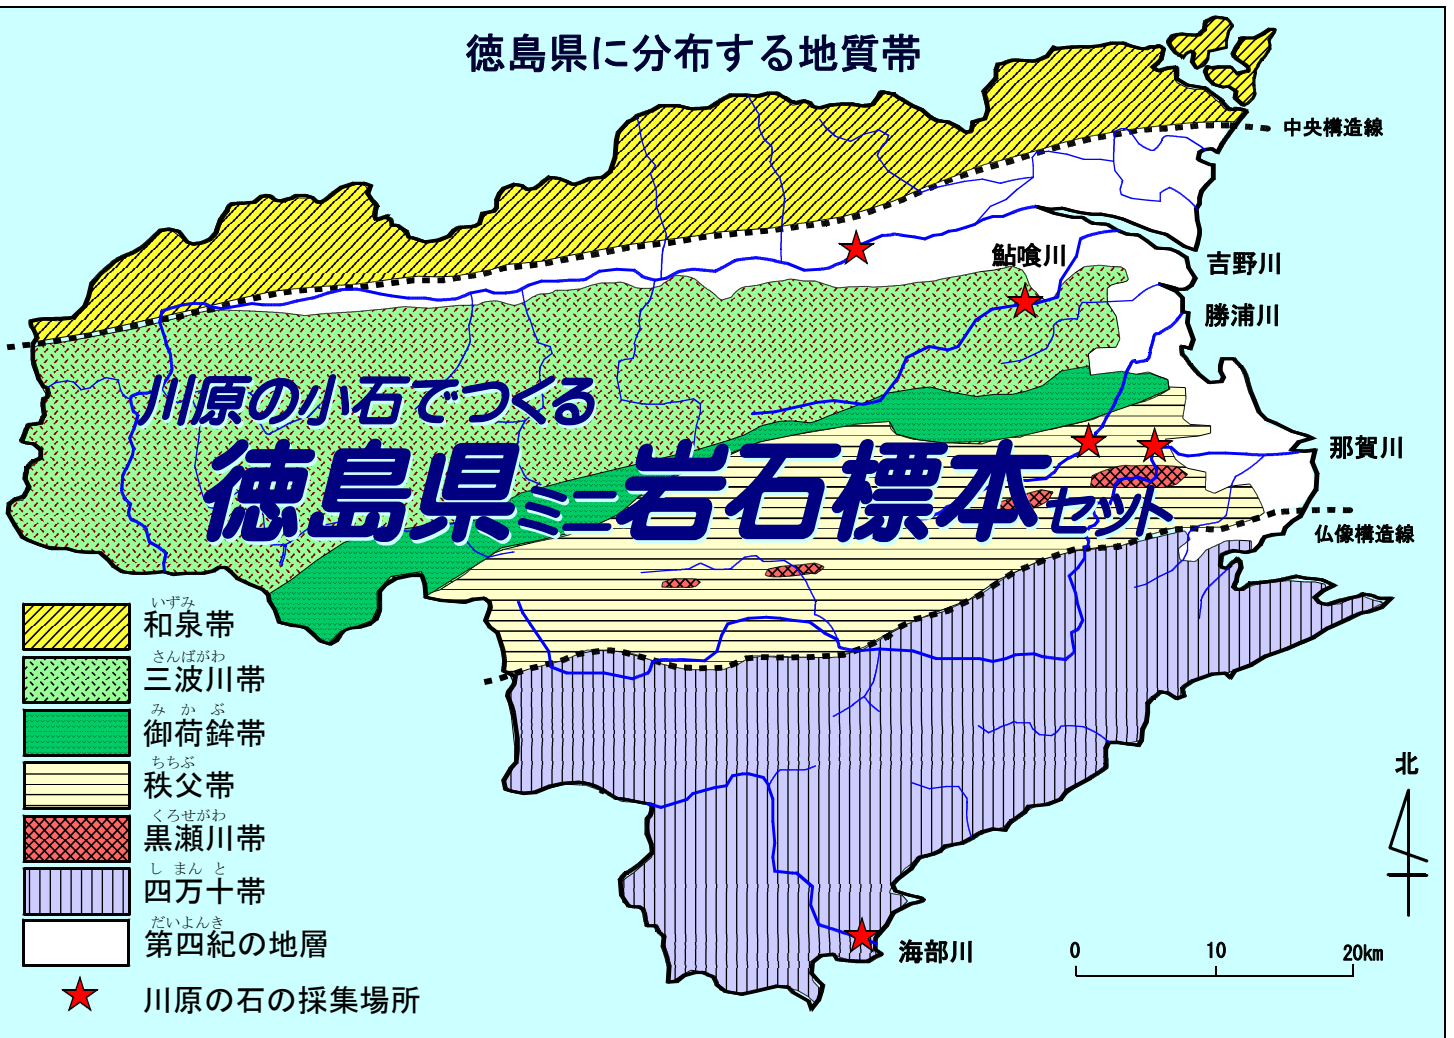 徳島県に分布する地質帯
中央構造線
鮎喰川
吉野川
勝浦川
川原の小石でつくる
徳島県ミニ岩石標本セット
那賀川
仏像構造線
いずみ
和泉帯
さんばがわ
三波川帯
みかぶ
御荷鉾帯
ちちぶ
秩父帯
くろせがわ
黒瀬川帯
しまんと
四万十帯
だいよんき
第四紀の地層
川原の石の採集場所
海部川
北
0 10 20km